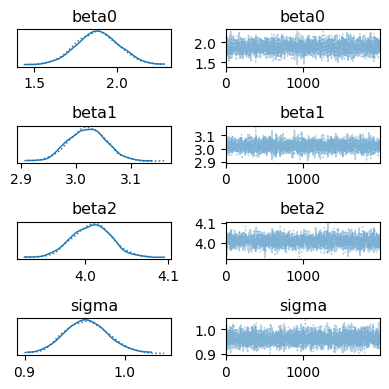 beta0 beta0
2.0
1.5
1.5 2.0 0 1000
beta1 beta1
3.1
3.0
2.9
2.9 3.0 3.1 0 1000
beta2 beta2
4.1
4.0
4.0 4.1 0 1000
sigma sigma
1.0
0.9
0.9 1.0 0 1000